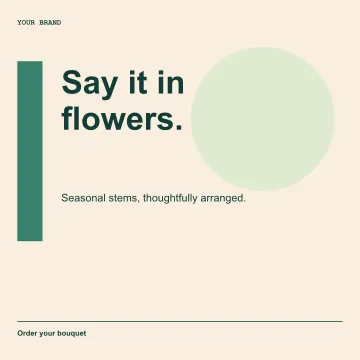 YOUR BRAND
Say it in
flowers.
Seasonal stems, thoughtfully arranged.
Order your bouquet